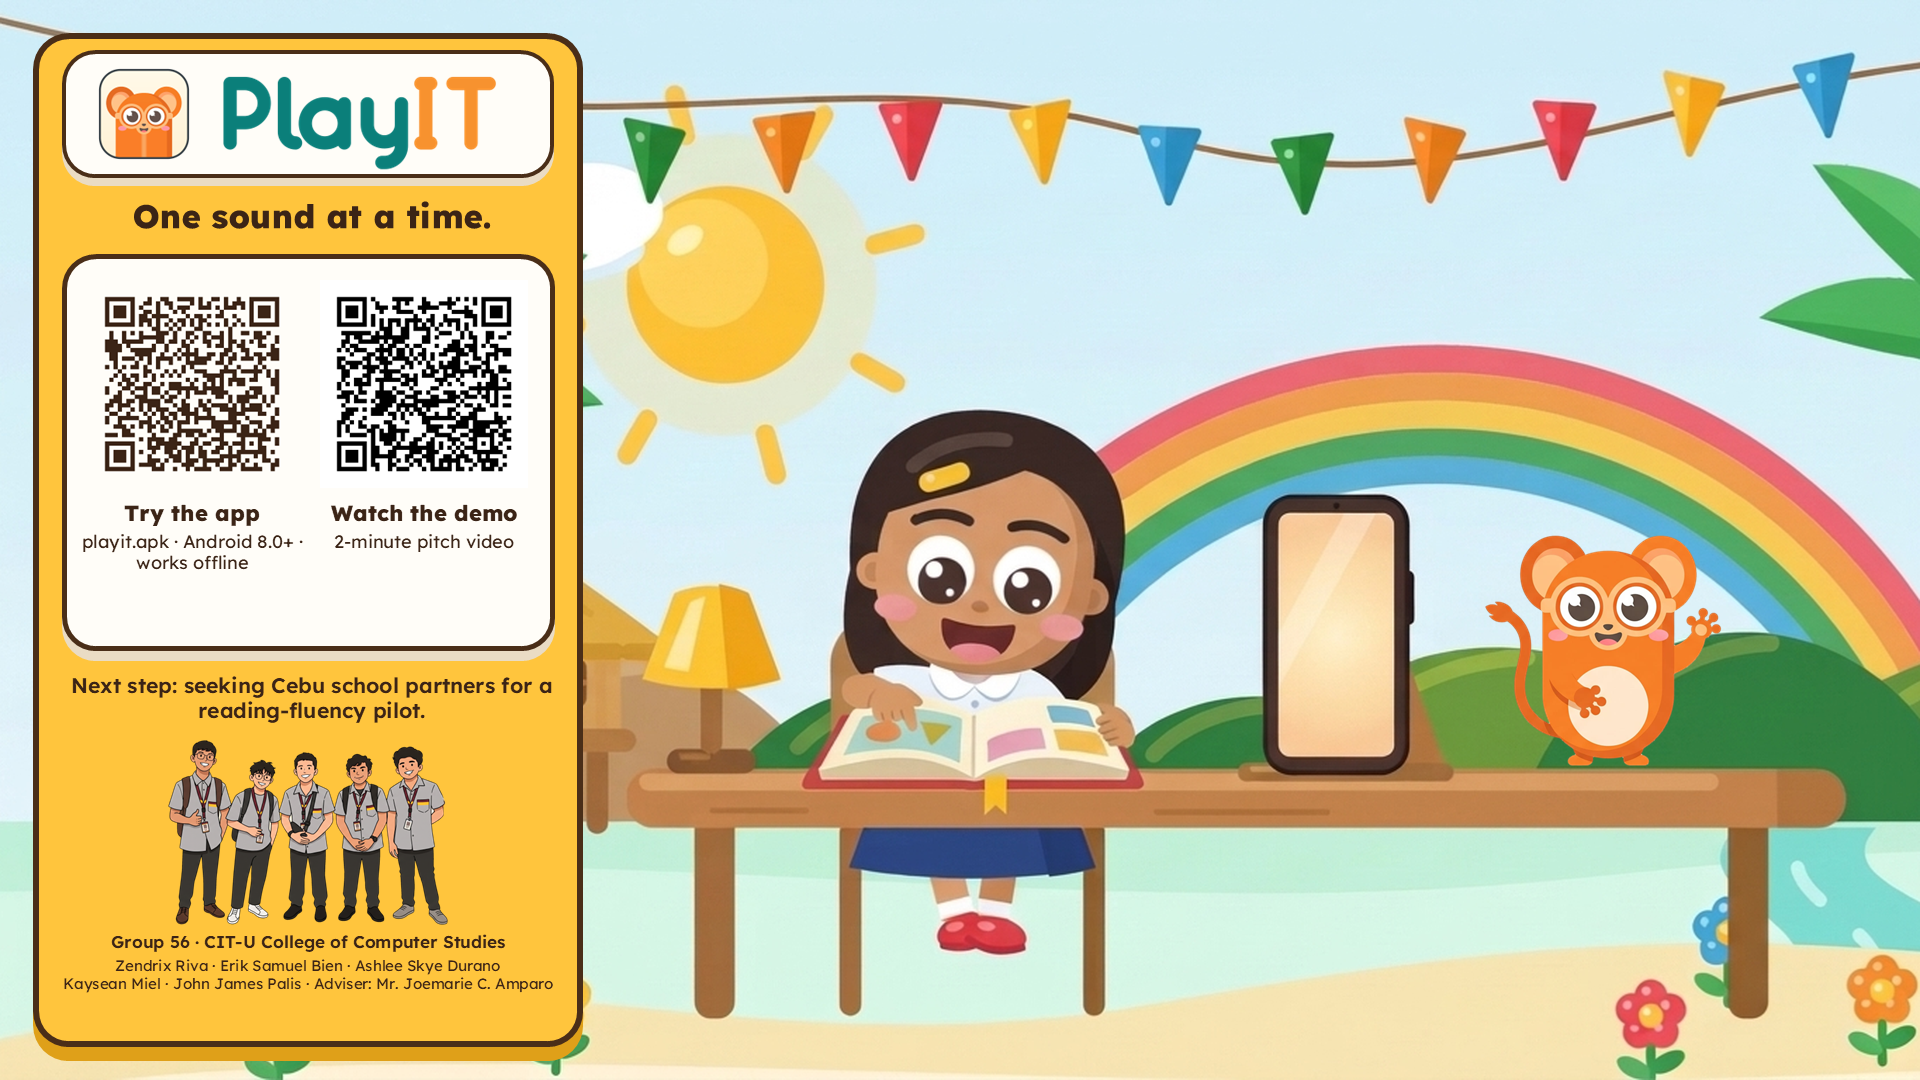 PlayIT
One sound at a time.
Try the app
playit.apk · Android 8.0+ ·
works offline
Watch the demo
2-minute pitch video
Next step: seeking Cebu school partners for a
reading-fluency pilot.
Group 56 · CIT-U College of Computer Studies
Zendrix Riva · Erik Samuel Bien · Ashlee Skye Durano
Kaysean Miel · John James Palis · Adviser: Mr. Joemarie C. Amparo